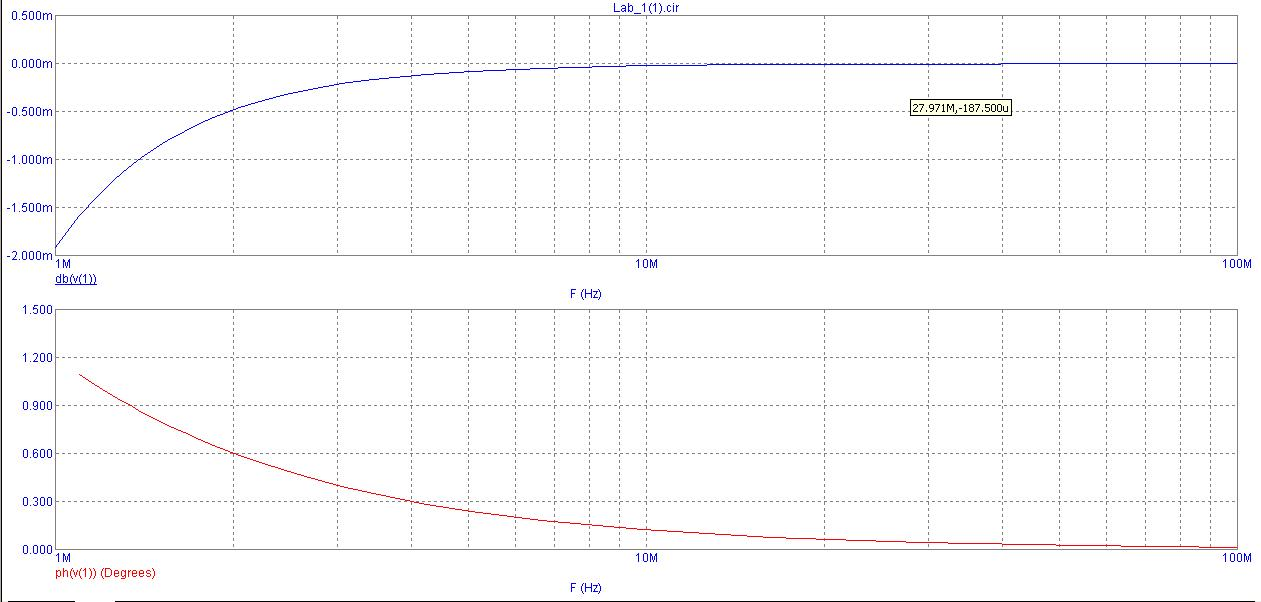 Lab_1(1).cir
0.500m
0.000m
-0.500m
-1.000m
-1.500m
-2.000m
27.971M,-187.500u
1M 10M 100M
db(v(1))
F (Hz)
1.500
1.200
0.900
0.600
0.300
0.000
1M 10M 100M
ph(v(1)) (Degrees)
F (Hz)